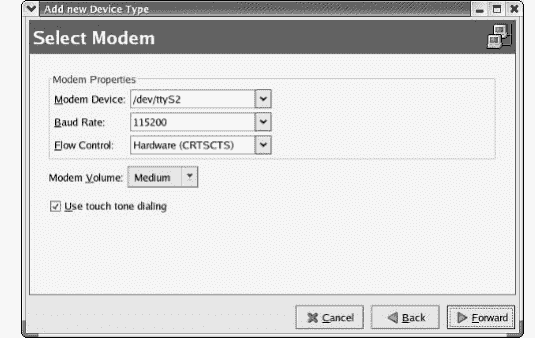 Add new Device Type
Select Modem
Modem Properties
Modem Device: /dev/ttyS2
Baud Rate: 115200
Flow Control: Hardware (CRTSCTS)
Modem Volume: Medium
Use touch tone dialing
Cancel Back Forward